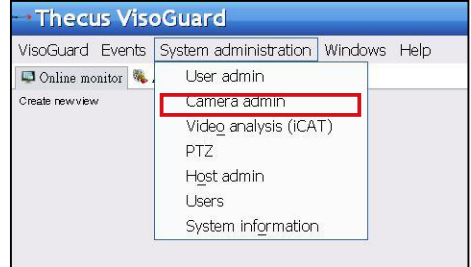 Thecus VisoGuard
VisoGuard Events System administration Windows Help
Online monitor
Create new view
User admin
Camera admin
Video analysis (iCAT)
PTZ
Host admin
Users
System information